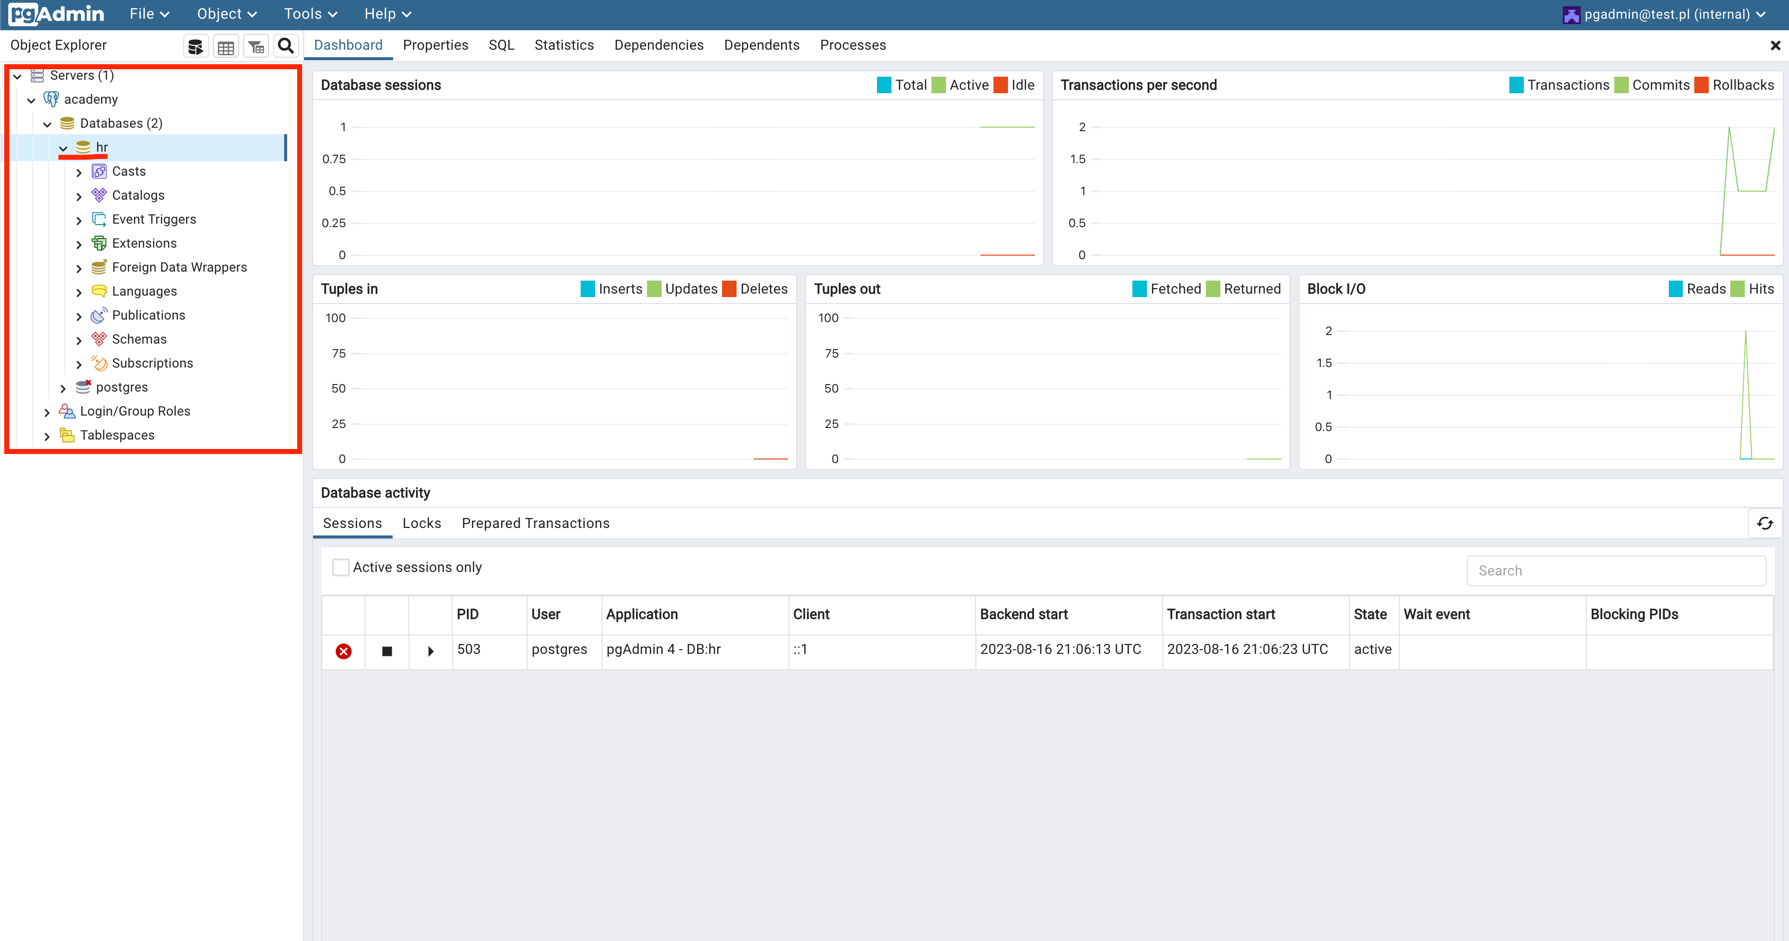 pgAdmin File Object Tools Help pgadmin@test.pl (internal)
Object Explorer
Dashboard Properties SQL Statistics Dependencies Dependents Processes
Servers (1)
academy
Databases (2)
hr
Casts
Catalogs
Event Triggers
Extensions
Foreign Data Wrappers
Languages
Publications
Schemas
Subscriptions
postgres
Login/Group Roles
Tablespaces
Database sessions Total Active Idle
1
0.75
0.5
0.25
0
Transactions per second Transactions Commits Rollbacks
2
1.5
1
0.5
0
Tuples in Inserts Updates Deletes
100
75
50
25
0
Tuples out Fetched Returned
100
75
50
25
0
Block I/O Reads Hits
2
1.5
1
0.5
0
Database activity
Sessions Locks Prepared Transactions
Active sessions only Search
PID User Application Client Backend start Transaction start State Wait event Blocking PIDs
503 postgres pgAdmin 4 - DB:hr ::1 2023-08-16 21:06:13 UTC 2023-08-16 21:06:23 UTC active